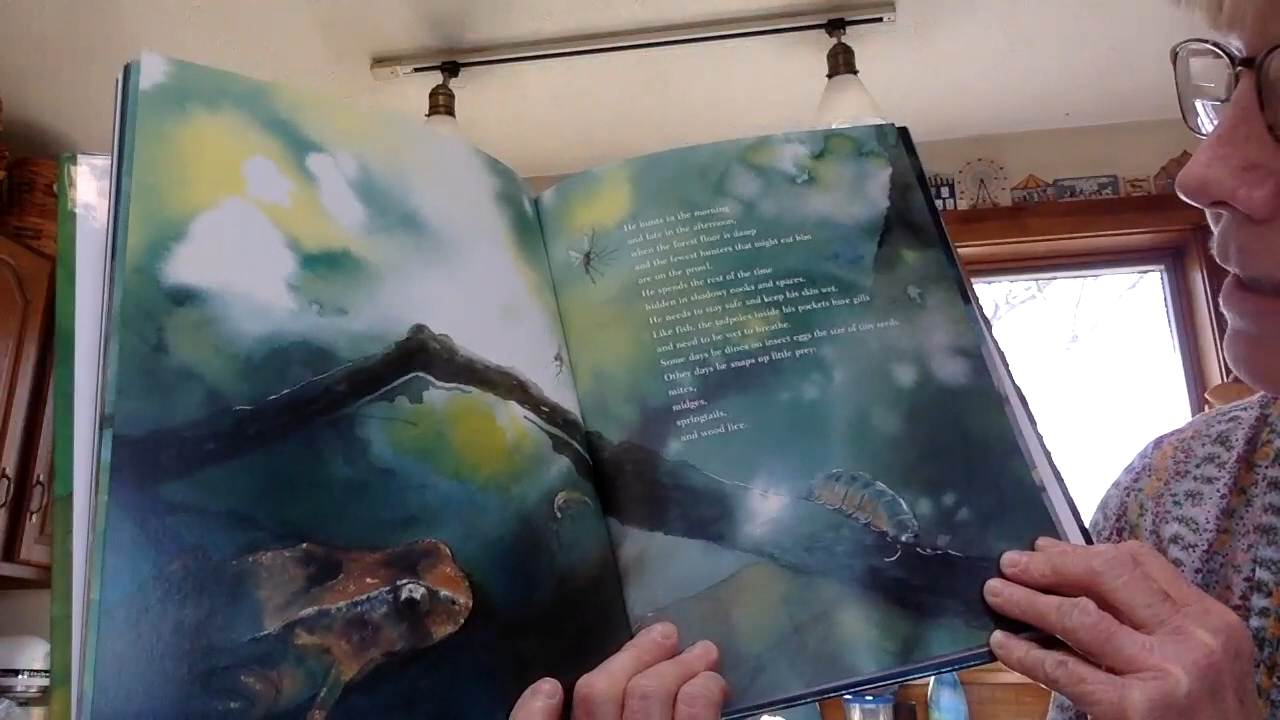 He hunts in the morning
and late in the afternoon,
when the forest floor is damp
and the fewest hunters that might eat him
are on the prowl.
He spends the rest of the time
hidden in shadowy nooks and spaces.
He needs to stay safe and keep his skin wet.
Like fish, the tadpoles inside his pockets have gills
and need to be wet to breathe.
Some days he dines on insect eggs the size of tiny seeds.
Other days he snaps up little prey:
mites,
midges,
springtails,
and wood lice.